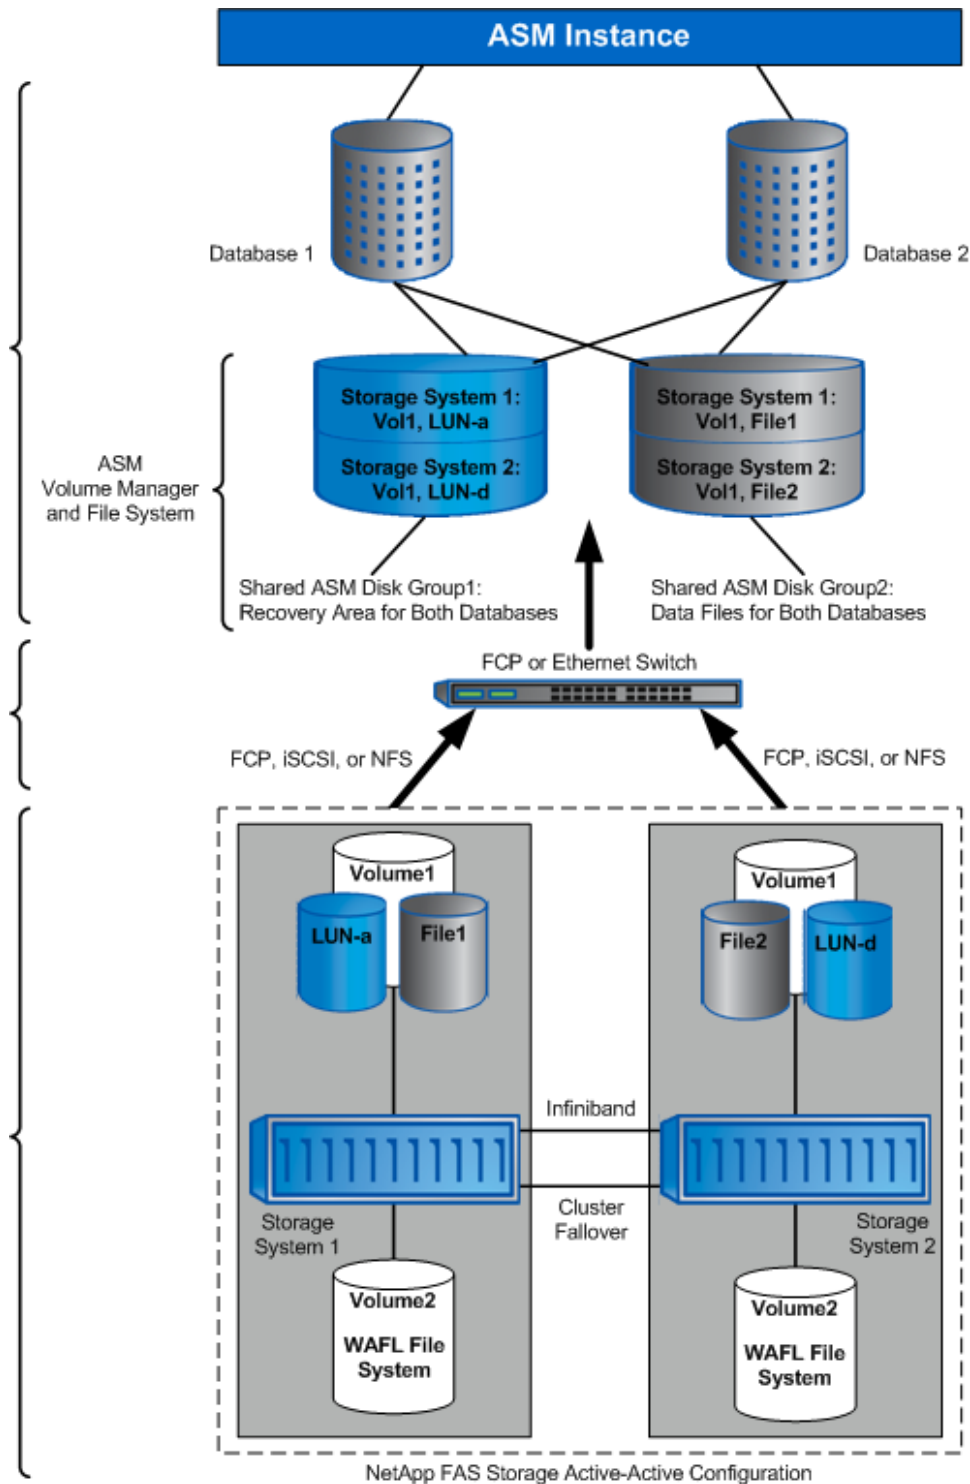 ASM Instance
Database 1
Database 2
Storage System 1:
Vol1, LUN-a
Storage System 2:
Vol1, LUN-d
Storage System 1:
Vol1, File1
Storage System 2:
Vol1, File2
ASM
Volume Manager
and File System
Shared ASM Disk Group1:
Recovery Area for Both Databases
Shared ASM Disk Group2:
Data Files for Both Databases
FCP or Ethernet Switch
FCP, iSCSI, or NFS
FCP, iSCSI, or NFS
Volume1
LUN-a
File1
Volume1
File2
LUN-d
Infiniband
Cluster
Fallover
Storage
System 1
Storage
System 2
Volume2
WAFL File
System
Volume2
WAFL File
System
NetApp FAS Storage Active-Active Configuration